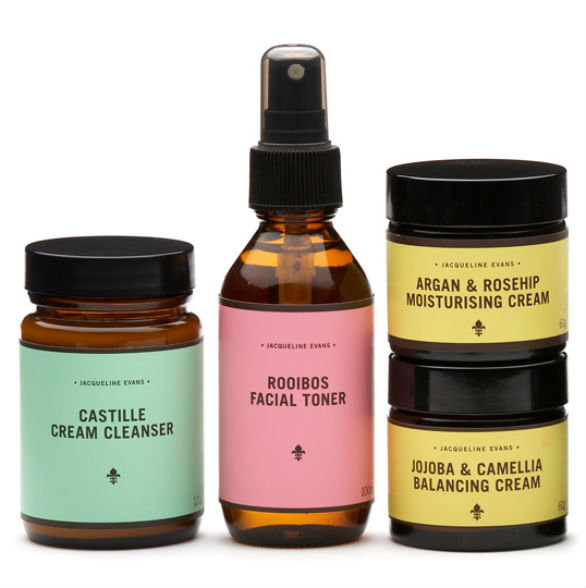 • JACQUELINE EVANS •
CASTILLE
CREAM CLEANSER
• JACQUELINE EVANS •
ROOIBOS
FACIAL TONER
• JACQUELINE EVANS •
ARGAN & ROSEHIP
MOISTURISING CREAM
60g
• JACQUELINE EVANS •
JOJOBA & CAMELLIA
BALANCING CREAM